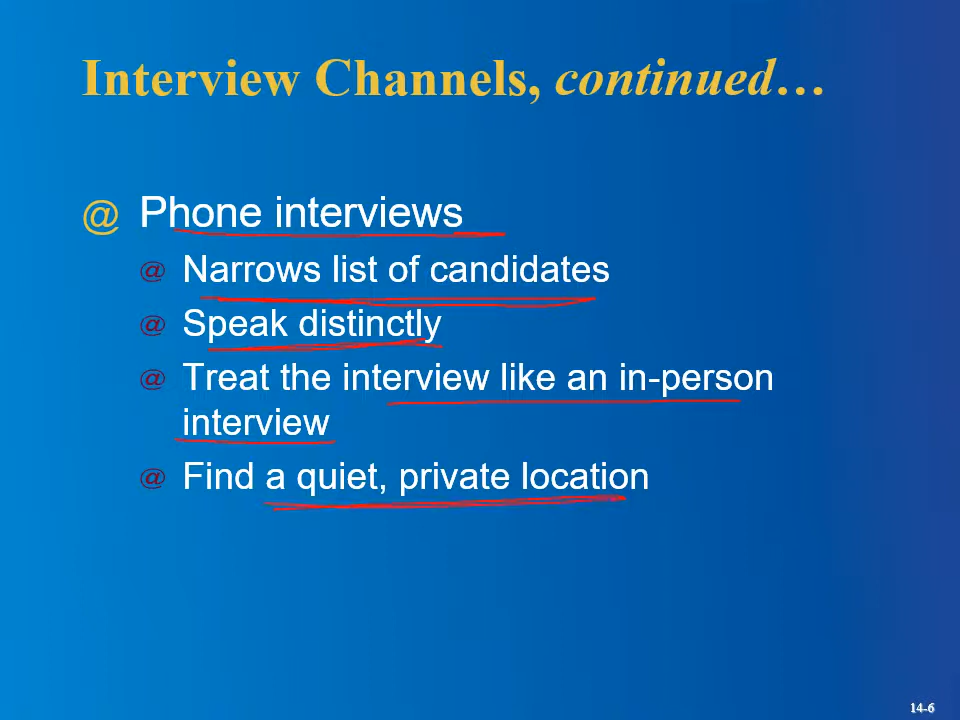 Interview Channels, continued…
@ Phone interviews
@ Narrows list of candidates
@ Speak distinctly
@ Treat the interview like an in-person
interview
@ Find a quiet, private location
14-6